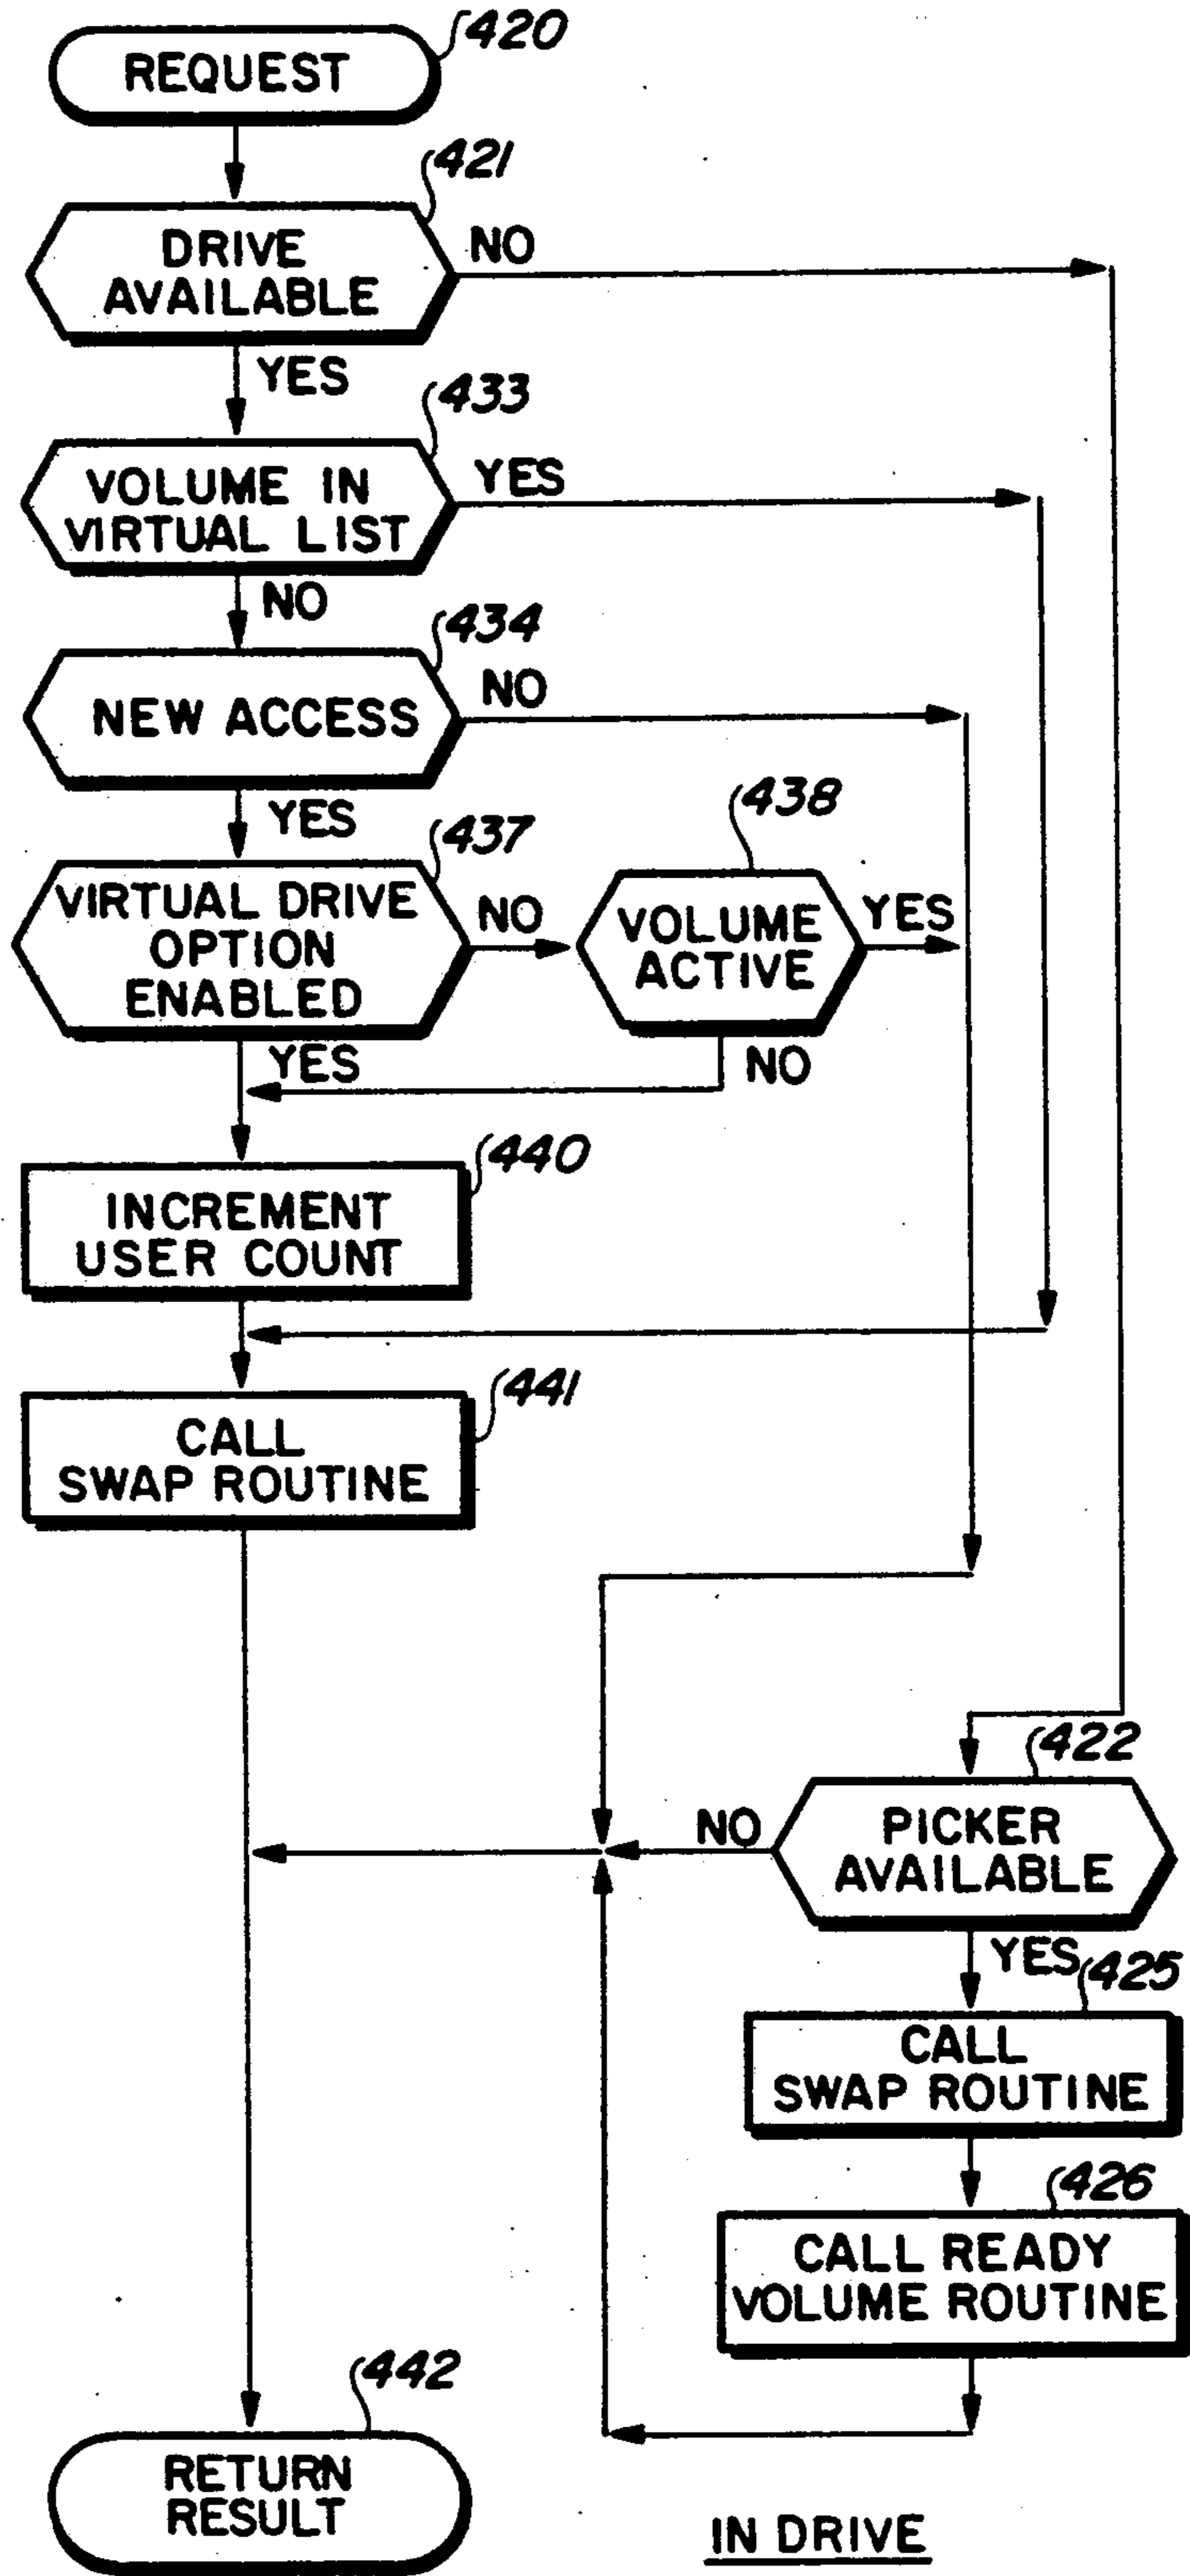 420
REQUEST
421
DRIVE
AVAILABLE
NO
YES
433
VOLUME IN
VIRTUAL LIST
YES
NO
434
NEW ACCESS
NO
YES
437
VIRTUAL DRIVE
OPTION
ENABLED
NO
YES
438
VOLUME
ACTIVE
YES
NO
440
INCREMENT
USER COUNT
441
CALL
SWAP ROUTINE
422
PICKER
AVAILABLE
NO
YES
425
CALL
SWAP ROUTINE
426
CALL READY
VOLUME ROUTINE
442
RETURN
RESULT
IN DRIVE